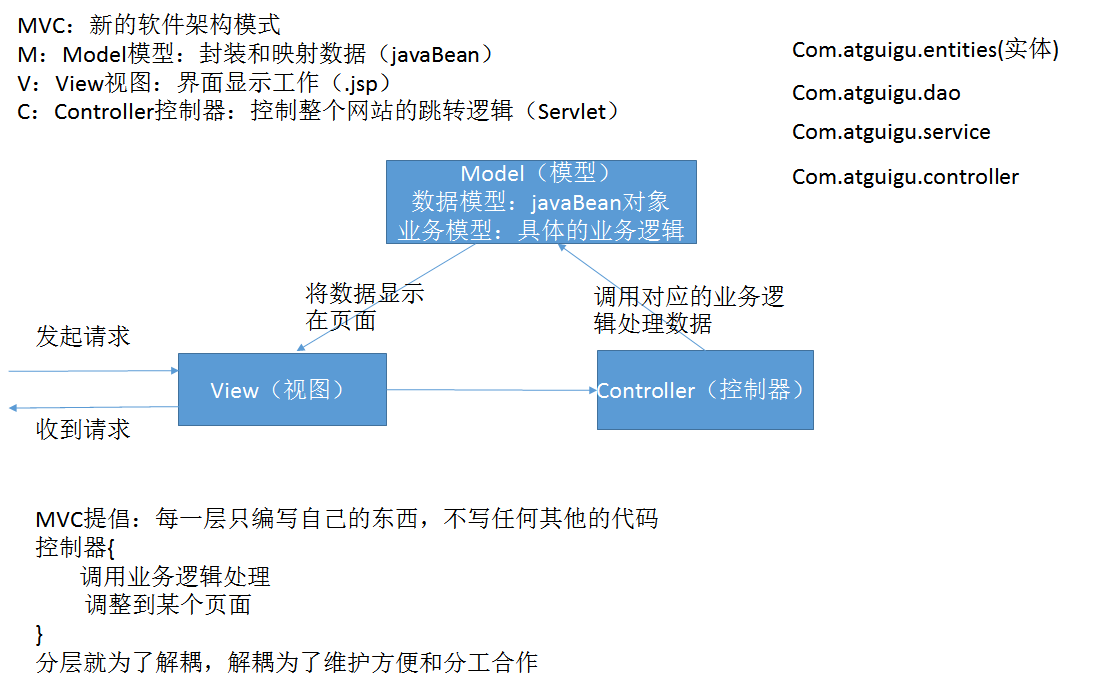 MVC：新的软件架构模式
M：Model模型：封装和映射数据（javaBean）
V：View视图：界面显示工作（.jsp）
C：Controller控制器：控制整个网站的跳转逻辑（Servlet）
Com.atguigu.entities(实体)
Com.atguigu.dao
Com.atguigu.service
Com.atguigu.controller
Model（模型）
数据模型：javaBean对象
业务模型：具体的业务逻辑
将数据显示
在页面
调用对应的业务逻
辑处理数据
发起请求
View（视图）
Controller（控制器）
收到请求
MVC提倡：每一层只编写自己的东西，不写任何其他的代码
控制器{
调用业务逻辑处理
调整到某个页面
}
分层就为了解耦，解耦为了维护方便和分工合作